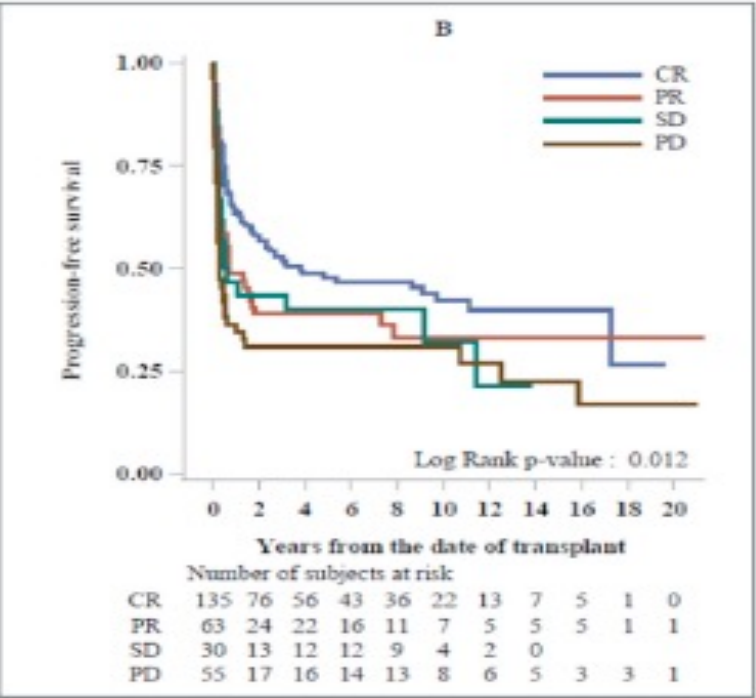 B
1.00
0.75
0.50
0.25
0.00
Progression-free survival
CR
PR
SD
PD
Log Rank p-value : 0.012
0 2 4 6 8 10 12 14 16 18 20
Years from the date of transplant
Number of subjects at risk
CR 135 76 56 43 36 22 13 7 5 1 0
PR 63 24 22 16 11 7 5 5 5 1 1
SD 30 13 12 12 9 4 2 0
PD 55 17 16 14 13 8 6 5 3 3 1